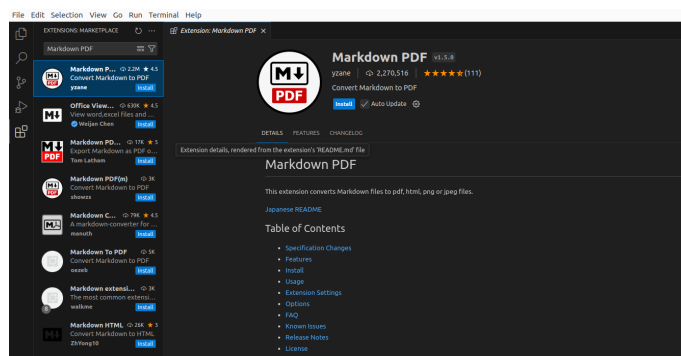 File Edit Selection View Go Run Terminal Help
EXTENSIONS: MARKETPLACE
Extension: Markdown PDF
Markdown PDF
Markdown P... 2.2M ★ 4.5
Convert Markdown to PDF
yzane Install
Office View... 630K ★ 4.5
View word,excel files and ...
Weijan Chen Install
Markdown PD... 17K ★ 5
Export Markdown as PDF o...
Tom Latham Install
Markdown PDF(m) 3K
Convert Markdown to PDF
showzs Install
Markdown C... 79K ★ 4.5
A markdown-converter for ...
manuth Install
Markdown To PDF 5K
Convert Markdown to PDF
Install
Markdown extensi... 3K
The most common extensi...
walkme Install
Markdown HTML 26K ★ 3
Convert Markdown to HTML
ZhYong10 Install
M↓
PDF
Markdown PDF v1.5.0
yzane 2,270,516 ★★★★★ (111)
Convert Markdown to PDF
Install Auto Update
DETAILS FEATURES CHANGELOG
Extension details, rendered from the extension's 'README.md' file
Markdown PDF
This extension converts Markdown files to pdf, html, png or jpeg files.
Japanese README
Table of Contents
• Specification Changes
• Features
• Install
• Usage
• Extension Settings
• Options
• FAQ
• Known Issues
• Release Notes
• License